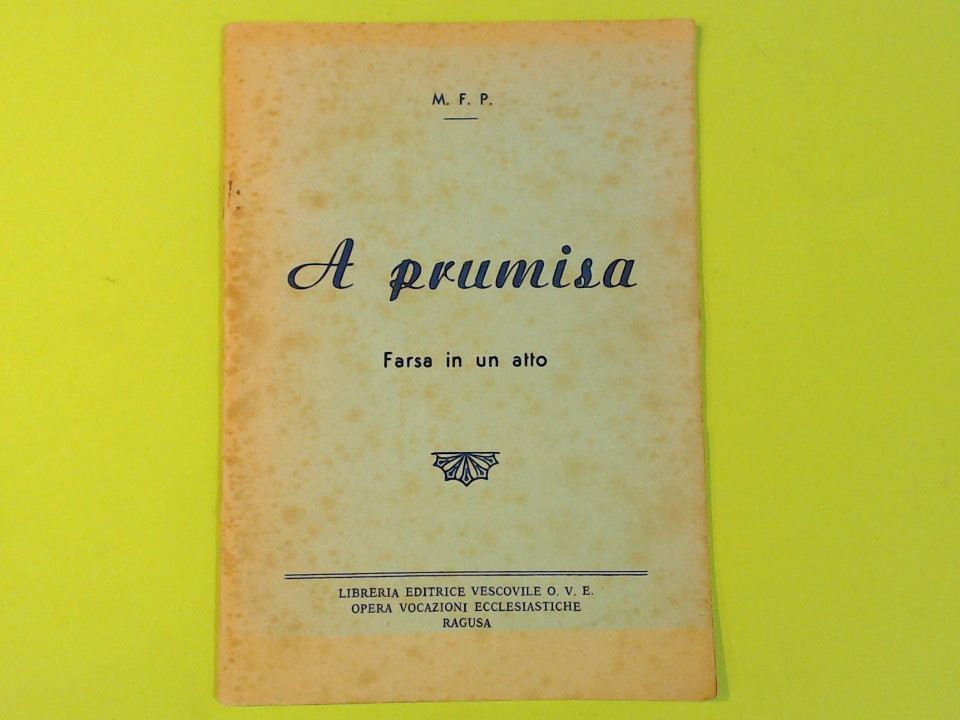 M. F. P.
A prumisa
Farsa in un atto
LIBRERIA EDITRICE VESCOVILE O. V. E.
OPERA VOCAZIONI ECCLESIASTICHE
RAGUSA